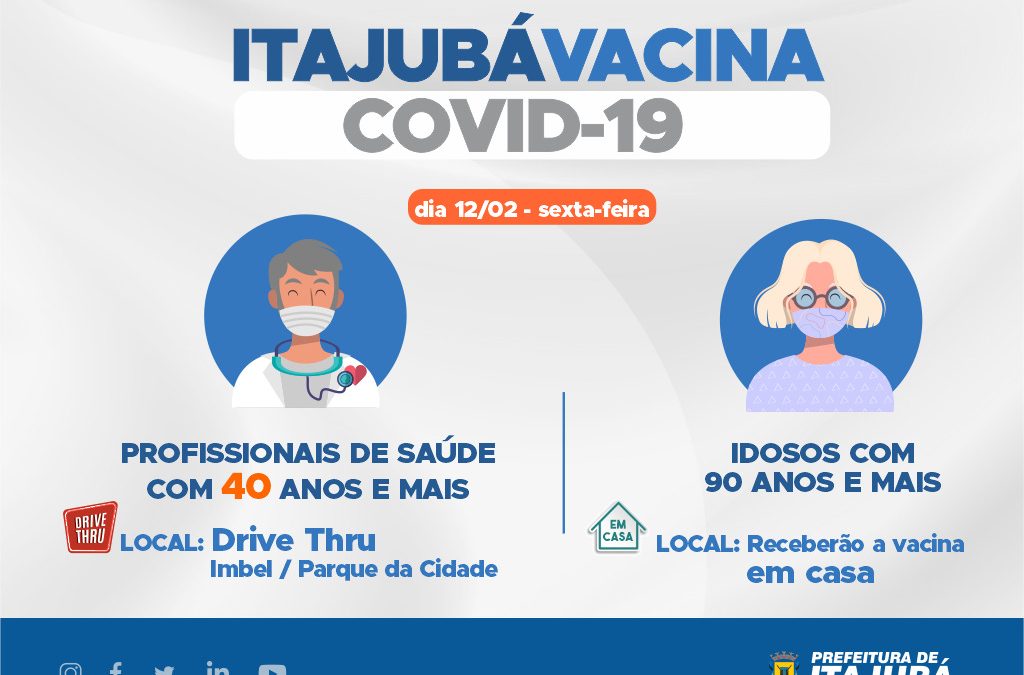 ITAJUBÁVACINA
COVID-19
dia 12/02 - sexta-feira
PROFISSIONAIS DE SAÚDE
COM 40 ANOS E MAIS
DRIVE
THRU
LOCAL: Drive Thru
Imbel / Parque da Cidade
IDOSOS COM
90 ANOS E MAIS
EM
CASA
LOCAL: Receberão a vacina
em casa
PREFEITURA DE
ITAJUBÁ